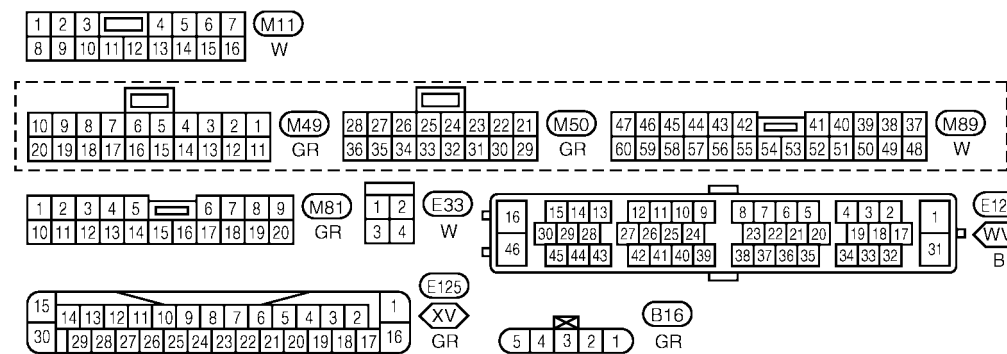 1 2 3 4 5 6 7 M11
8 9 10 11 12 13 14 15 16 W
10 9 8 7 6 5 4 3 2 1 M49
20 19 18 17 16 15 14 13 12 11 GR
28 27 26 25 24 23 22 21 M50
36 35 34 33 32 31 30 29 GR
47 46 45 44 43 42 41 40 39 38 37 M89
60 59 58 57 56 55 54 53 52 51 50 49 48 W
1 2 3 4 5 6 7 8 9 M81
10 11 12 13 14 15 16 17 18 19 20 GR
1 2 E33
3 4 W
16 15 14 13 12 11 10 9 8 7 6 5 4 3 2 1 E12
30 29 28 27 26 25 24 23 22 21 20 19 18 17 WV
46 45 44 43 42 41 40 39 38 37 36 35 34 33 32 31 B
15 1 E125
14 13 12 11 10 9 8 7 6 5 4 3 2 XV
30 29 28 27 26 25 24 23 22 21 20 19 18 17 16 GR
5 4 3 2 1 B16
GR